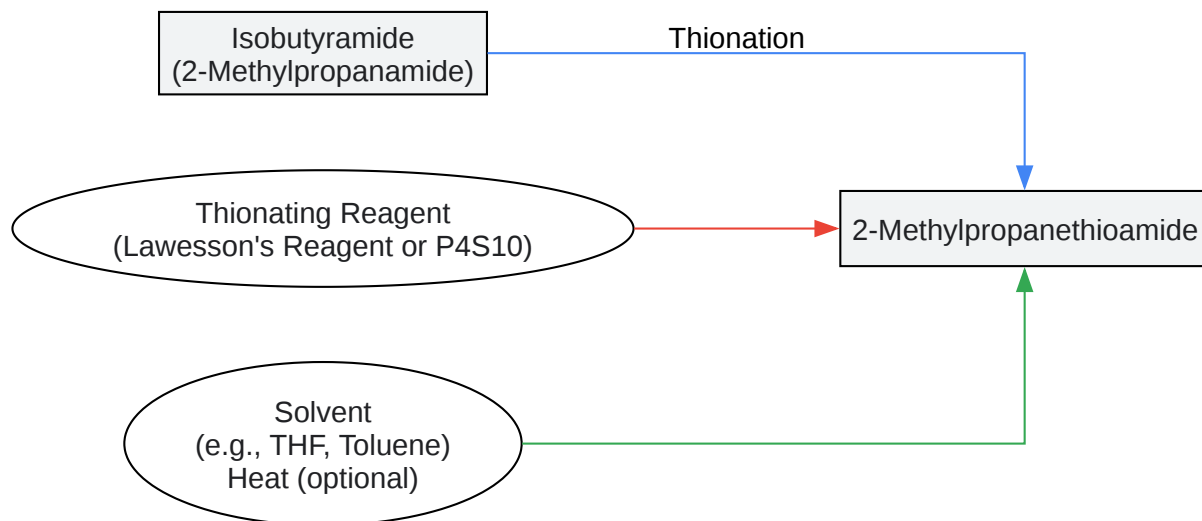 Isobutyramide
(2-Methylpropanamide)
Thionation
Thionating Reagent
(Lawesson's Reagent or P4S10)
2-Methylpropanethioamide
Solvent
(e.g., THF, Toluene)
Heat (optional)